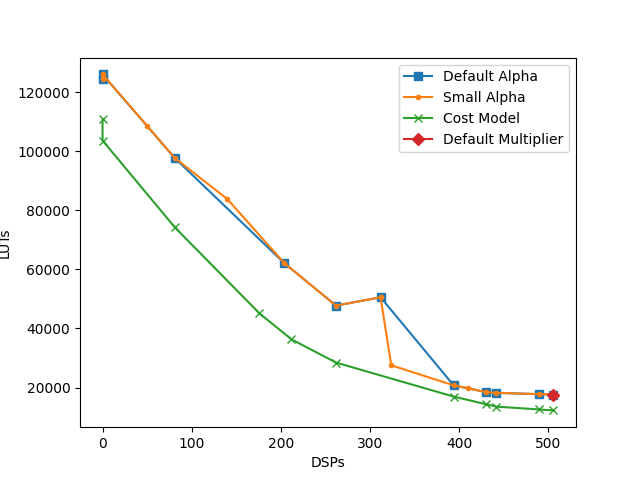 Default Alpha
Small Alpha
Cost Model
Default Multiplier
120000
100000
80000
60000
40000
20000
LUTs
0
100
200
300
400
500
DSPs